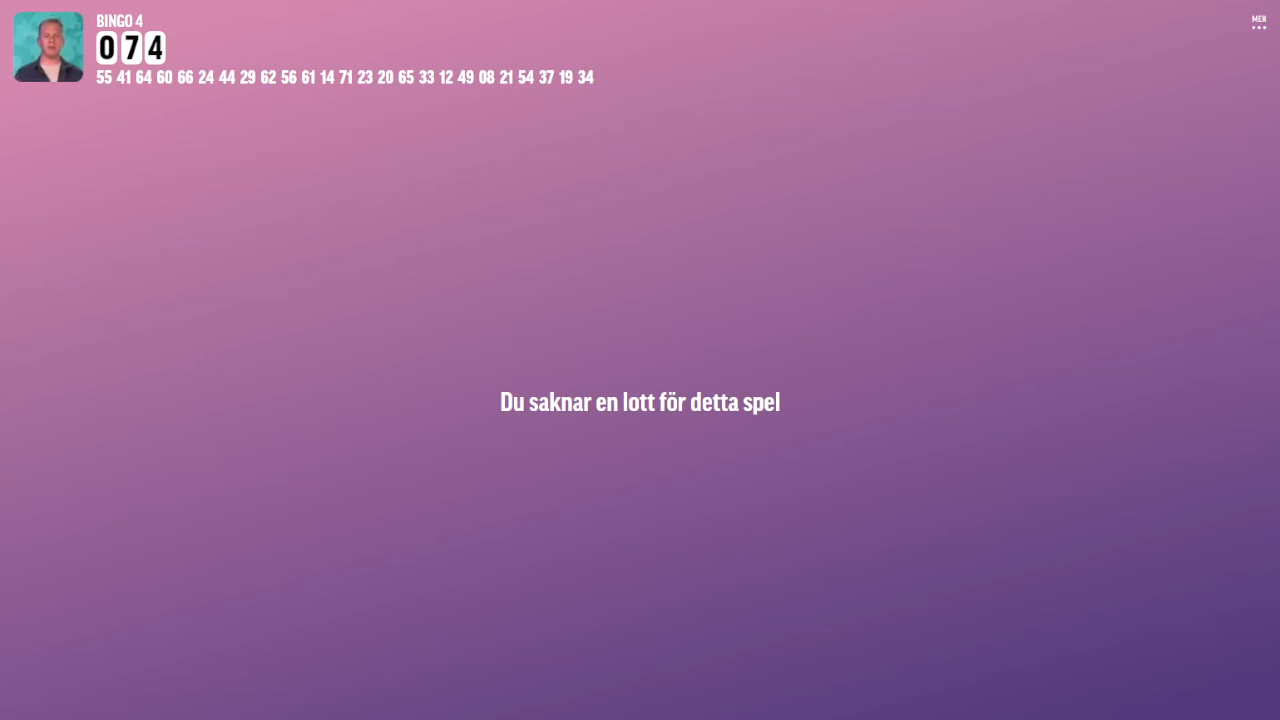 BINGO 4
074
55 41 64 60 66 24 44 29 62 56 61 14 71 23 20 65 33 12 49 08 21 54 37 19 34
MER
Du saknar en lott för detta spel